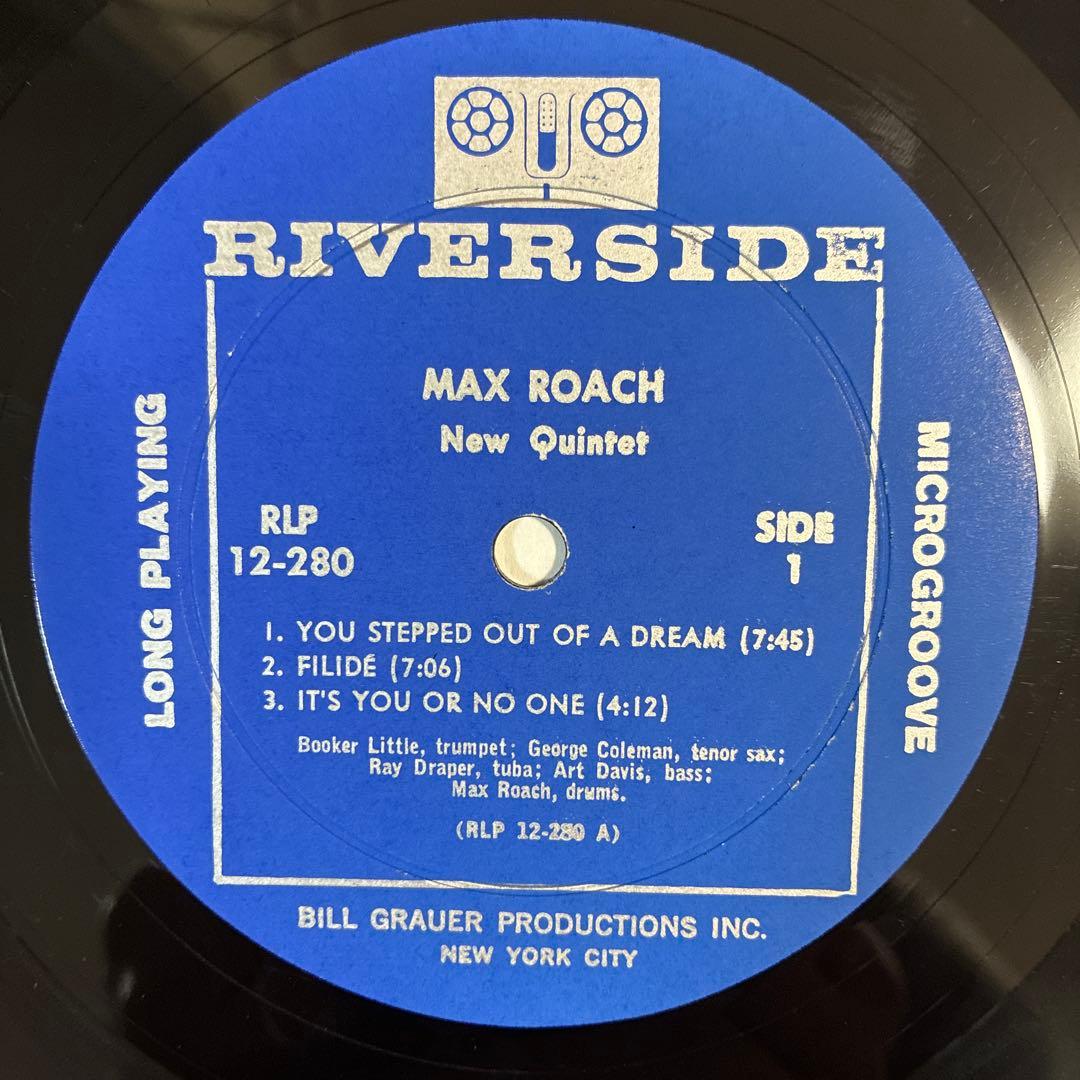 RIVERSIDE
MAX ROACH
New Quintet
RLP
12-280
SIDE
1
LONG PLAYING
MICROGROOVE
1. YOU STEPPED OUT OF A DREAM (7:45)
2. FILIDÉ (7:06)
3. IT'S YOU OR NO ONE (4:12)
Booker Little, trumpet; George Coleman, tenor sax;
Ray Draper, tuba; Art Davis, bass;
Max Roach, drums.
(RLP 12-280 A)
BILL GRAUER PRODUCTIONS INC.
NEW YORK CITY